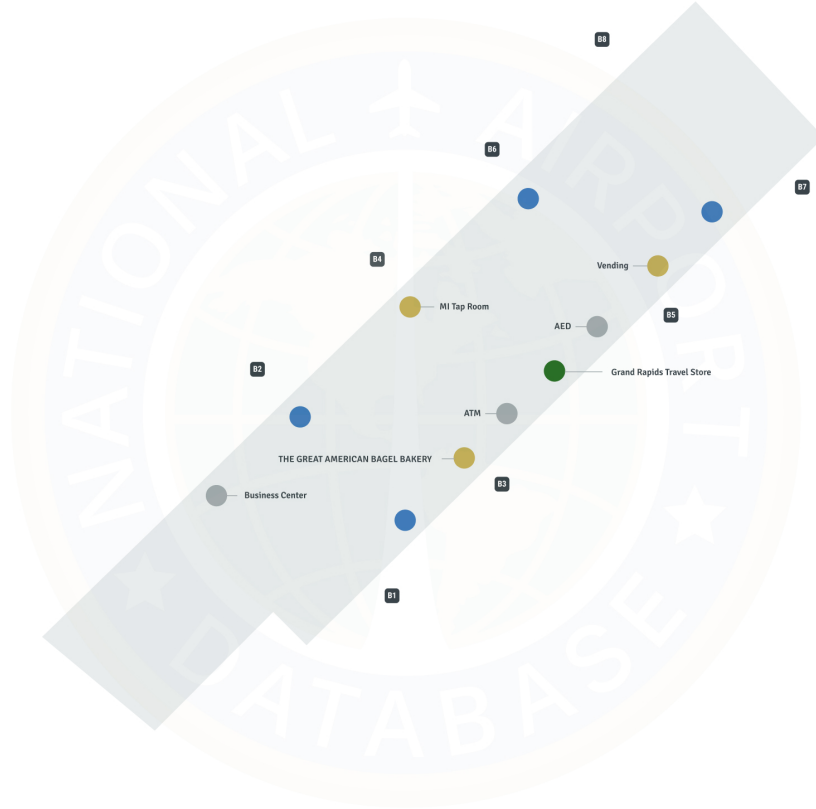 B8
B6
B7
B4
Vending
MI Tap Room
B5
AED
B2
Grand Rapids Travel Store
ATM
THE GREAT AMERICAN BAGEL BAKERY
B3
Business Center
B1
NATIONAL AIRPORT
DATABASE